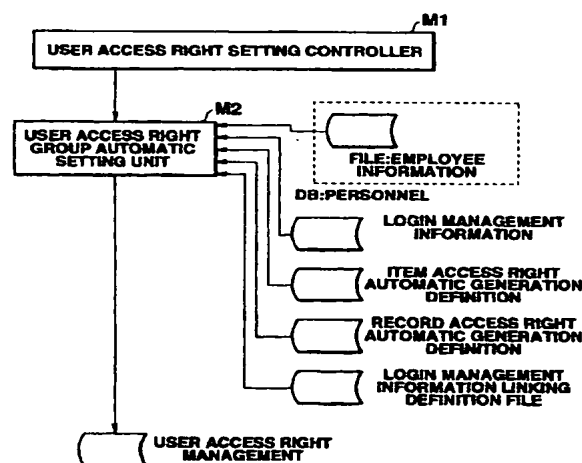 M1
USER ACCESS RIGHT SETTING CONTROLLER
M2
USER ACCESS RIGHT
GROUP AUTOMATIC
SETTING UNIT
FILE:EMPLOYEE
INFORMATION
DB:PERSONNEL
LOGIN MANAGEMENT
INFORMATION
ITEM ACCESS RIGHT
AUTOMATIC GENERATION
DEFINITION
RECORD ACCESS RIGHT
AUTOMATIC GENERATION
DEFINITION
LOGIN MANAGEMENT
INFORMATION LINKING
DEFINITION FILE
USER ACCESS RIGHT
MANAGEMENT